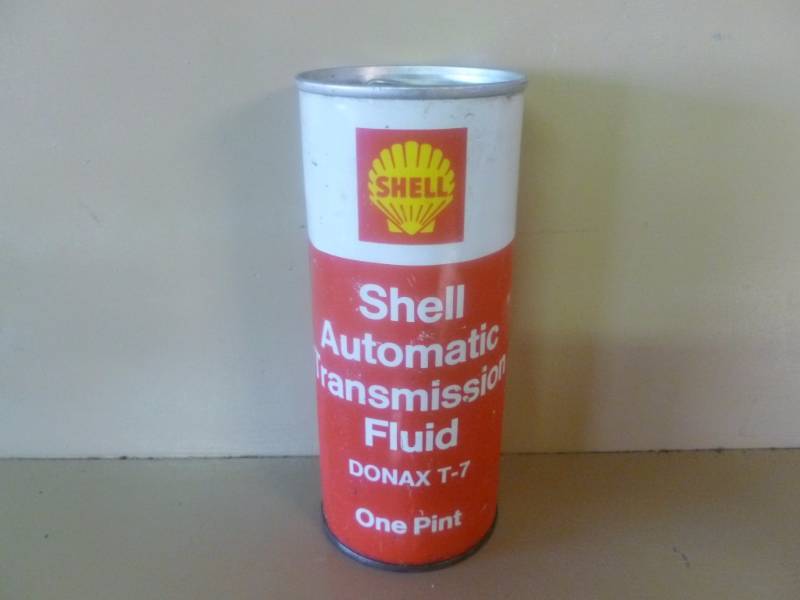 SHELL
Shell
Automatic
Transmission
Fluid
DONAX T-7
One Pint